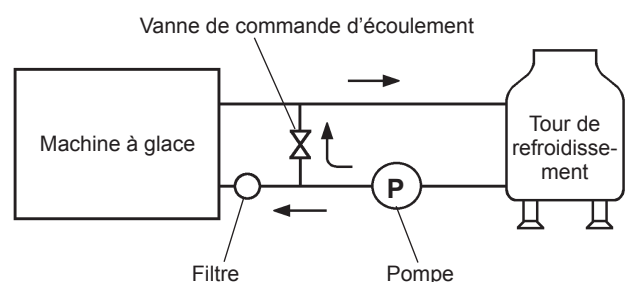 Vanne de commande d’écoulement
Machine à glace
Tour de
refroidisse-
ment
P
Filtre
Pompe